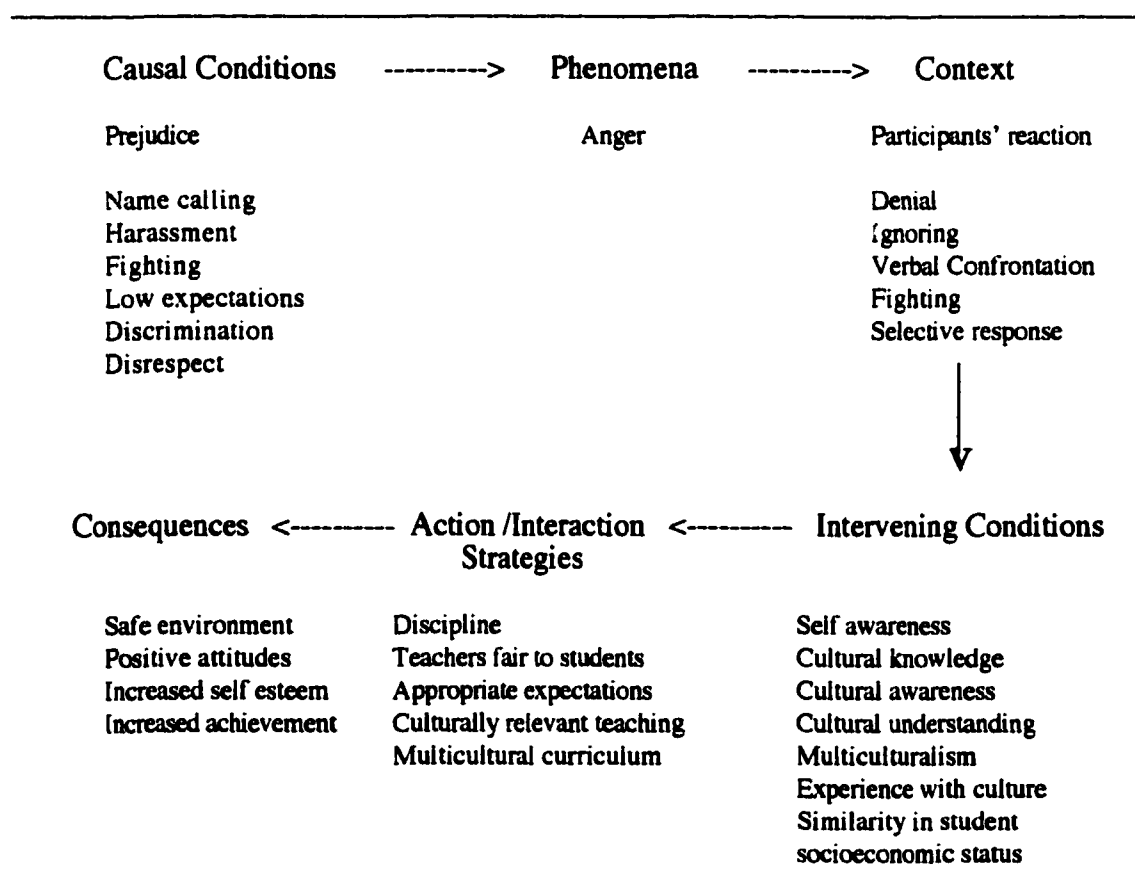 Causal Conditions ----------> Phenomena ----------> Context
Prejudice Anger Participants' reaction
Name calling Denial
Harassment Ignoring
Fighting Verbal Confrontation
Low expectations Fighting
Discrimination Selective response
Disrespect
Consequences <---------- Action /Interaction <---------- Intervening Conditions
Strategies
Safe environment Discipline Self awareness
Positive attitudes Teachers fair to students Cultural knowledge
Increased self esteem Appropriate expectations Cultural awareness
Increased achievement Culturally relevant teaching Cultural understanding
Multicultural curriculum Multiculturalism
Experience with culture
Similarity in student
socioeconomic status